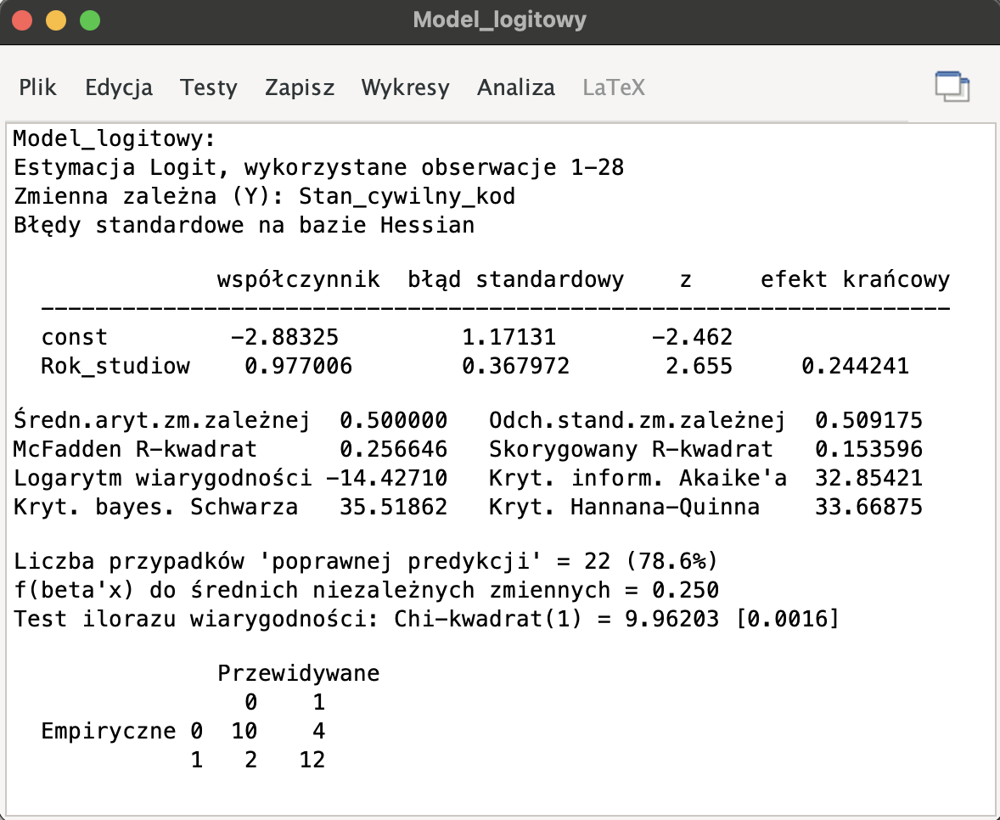 Model_logitowy
Plik Edycja Testy Zapisz Wykresy Analiza LaTeX
Model_logitowy:
Estymacja Logit, wykorzystane obserwacje 1-28
Zmienna zależna (Y): Stan_cywilny_kod
Błędy standardowe na bazie Hessian
współczynnik błąd standardowy z efekt krańcowy
----------------------------------------------------------------
const -2.88325 1.17131 -2.462
Rok_studiow 0.977006 0.367972 2.655 0.244241
Średn.aryt.zm.zależnej 0.500000 Odch.stand.zm.zależnej 0.509175
McFadden R-kwadrat 0.256646 Skorygowany R-kwadrat 0.153596
Logarytm wiarygodności -14.42710 Kryt. inform. Akaike'a 32.85421
Kryt. bayes. Schwarza 35.51862 Kryt. Hannana-Quinna 33.66875
Liczba przypadków 'poprawnej predykcji' = 22 (78.6%)
f(beta'x) do średnich niezależnych zmiennych = 0.250
Test ilorazu wiarygodności: Chi-kwadrat(1) = 9.96203 [0.0016]
Przewidywane
0 1
Empiryczne 0 10 4
1 2 12